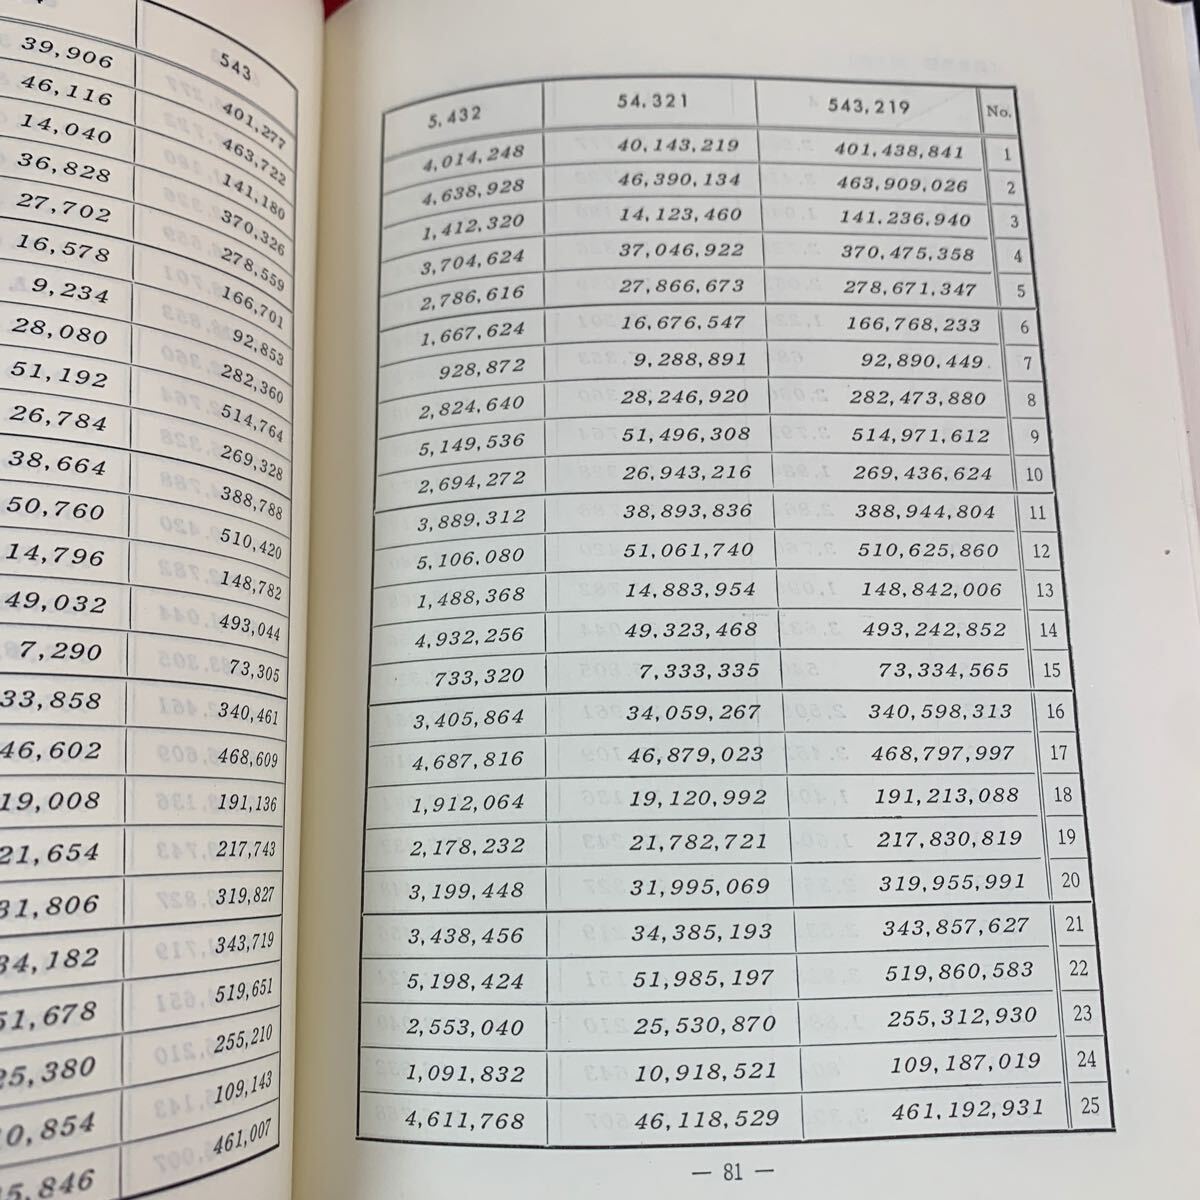 543
39,906 401,277
46,116 463,722
14,040 141,180
36,828 370,326
27,702 278,559
16,578 166,701
9,234 92,853
28,080 282,360
51,192 514,764
26,784 269,328
38,664 388,788
50,760 510,420
14,796 148,782
49,032 493,044
7,290 73,305
33,858 340,461
46,602 468,609
19,008 191,136
21,654 217,743
31,806 319,827
34,182 343,719
51,678 519,651
25,380 255,210
10,854 109,143
461,007
5,432 54,321 543,219 No.
4,014,248 40,143,219 401,438,841 1
4,638,928 46,390,134 463,909,026 2
1,412,320 14,123,460 141,236,940 3
3,704,624 37,046,922 370,475,358 4
2,786,616 27,866,673 278,671,347 5
1,667,624 16,676,547 166,768,233 6
928,872 9,288,891 92,890,449 7
2,824,640 28,246,920 282,473,880 8
5,149,536 51,496,308 514,971,612 9
2,694,272 26,943,216 269,436,624 10
3,889,312 38,893,836 388,944,804 11
5,106,080 51,061,740 510,625,860 12
1,488,368 14,883,954 148,842,006 13
4,932,256 49,323,468 493,242,852 14
733,320 7,333,335 73,334,565 15
3,405,864 34,059,267 340,598,313 16
4,687,816 46,879,023 468,797,997 17
1,912,064 19,120,992 191,213,088 18
2,178,232 21,782,721 217,830,819 19
3,199,448 31,995,069 319,955,991 20
3,438,456 34,385,193 343,857,627 21
5,198,424 51,985,197 519,860,583 22
2,553,040 25,530,870 255,312,930 23
1,091,832 10,918,521 109,187,019 24
4,611,768 46,118,529 461,192,931 25
— 81 —